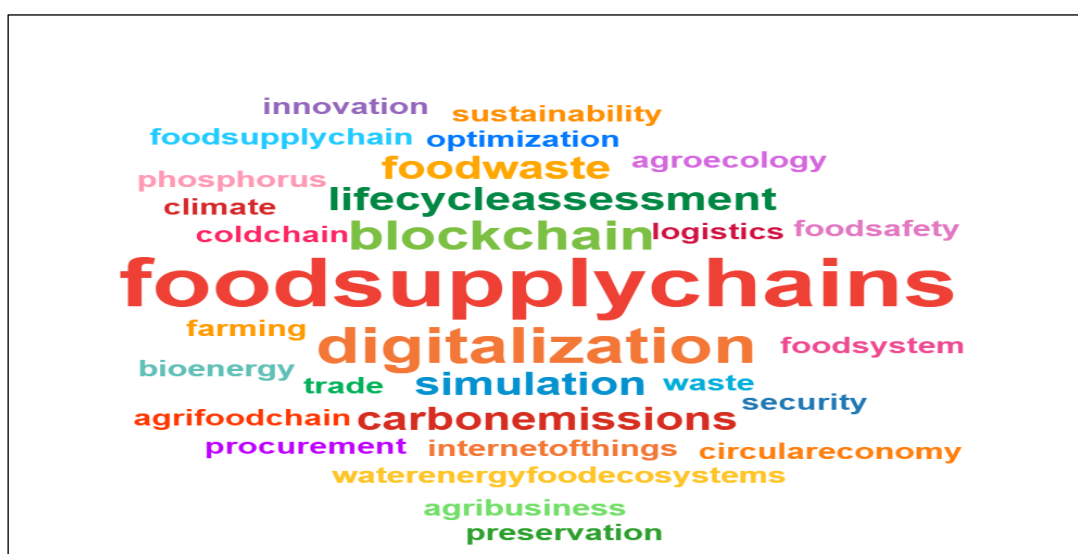 innovation sustainability
foodsupplychain optimization
foodwaste agroecology
phosphorus lifecycleassessment
climate
coldchain blockchain logistics foodsafety
foodsupplychains
farming digitalization foodsystem
bioenergy
trade simulation waste
security
agrifoodchain carbonemissions
procurement internetofthings circulareconomy
waterenergyfoodecosystems
agribusiness
preservation